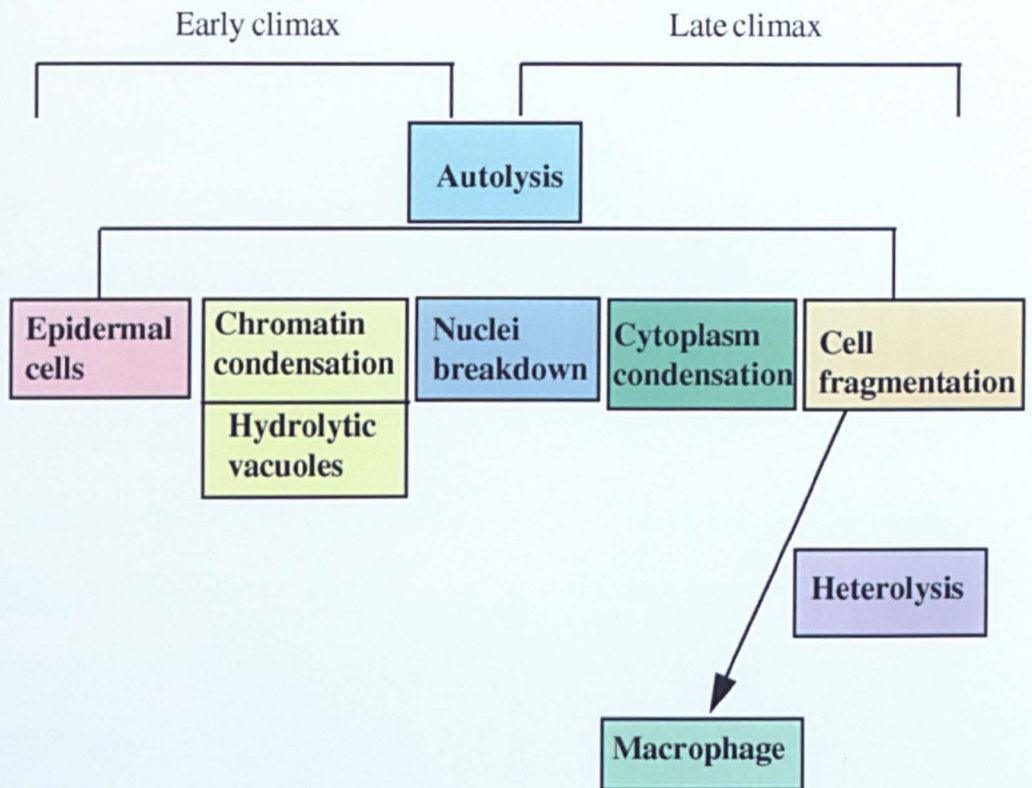 Early climax
Late climax
Autolysis
Epidermal
cells
Chromatin
condensation
Hydrolytic
vacuoles
Nuclei
breakdown
Cytoplasm
condensation
Cell
fragmentation
Heterolysis
Macrophage